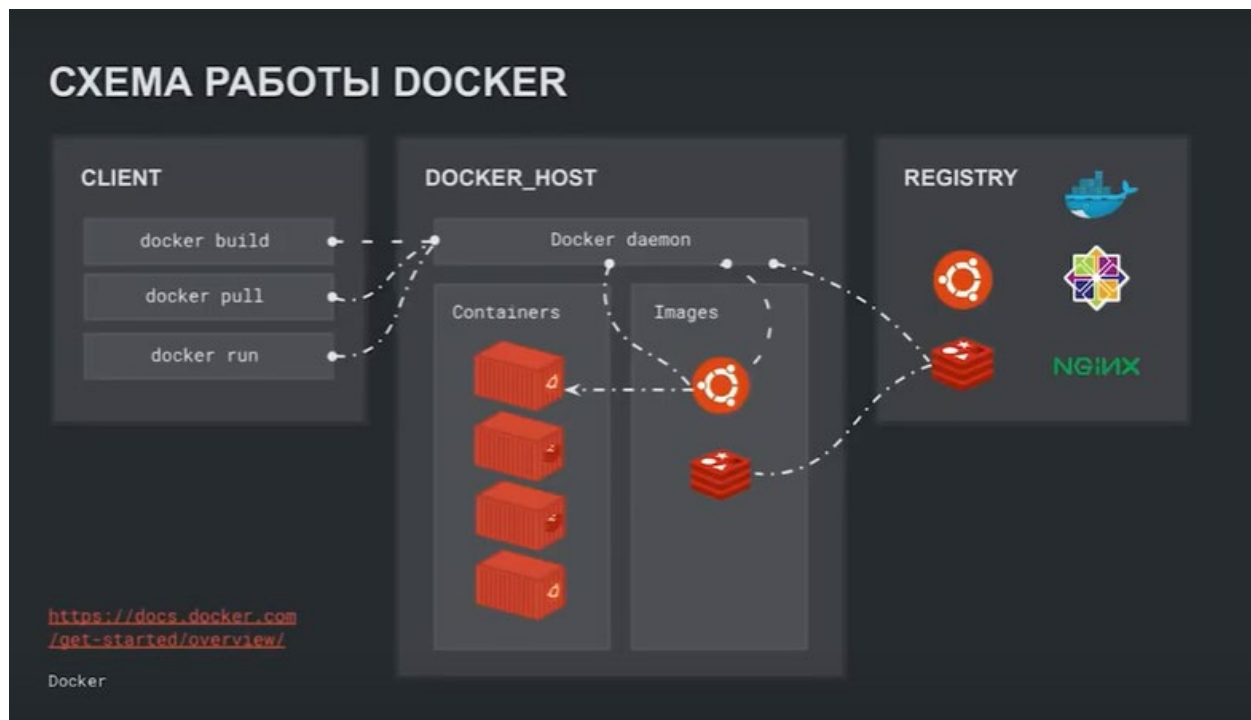 СХЕМА РАБОТЫ DOCKER
CLIENT
docker build
docker pull
docker run
DOCKER_HOST
Docker daemon
Containers
Images
REGISTRY
NGINX
https://docs.docker.com
/get-started/overview/
Docker